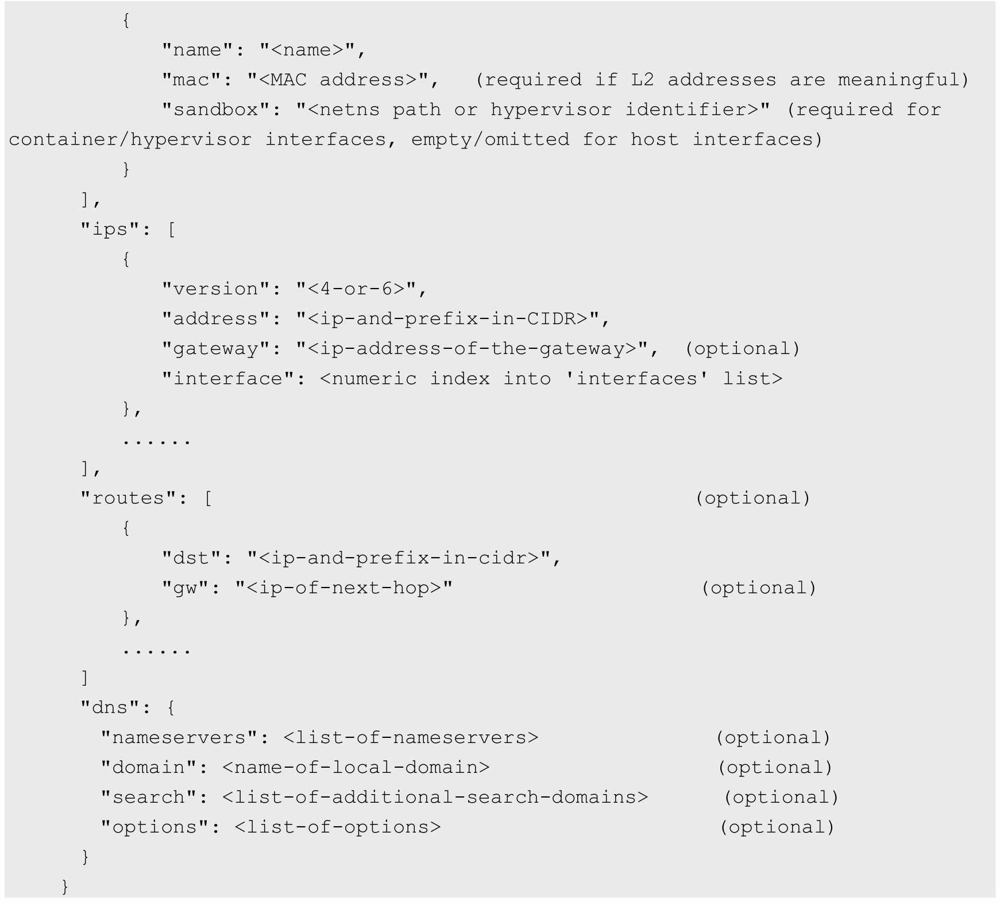 {
"name": "<name>",
"mac": "<MAC address>", (required if L2 addresses are meaningful)
"sandbox": "<netns path or hypervisor identifier>" (required for
container/hypervisor interfaces, empty/omitted for host interfaces)
}
],
"ips": [
{
"version": "<4-or-6>",
"address": "<ip-and-prefix-in-CIDR>",
"gateway": "<ip-address-of-the-gateway>", (optional)
"interface": <numeric index into 'interfaces' list>
},
......
],
"routes": [ (optional)
{
"dst": "<ip-and-prefix-in-cidr>",
"gw": "<ip-of-next-hop>" (optional)
},
......
]
"dns": {
"nameservers": <list-of-nameservers> (optional)
"domain": <name-of-local-domain> (optional)
"search": <list-of-additional-search-domains> (optional)
"options": <list-of-options> (optional)
}
}